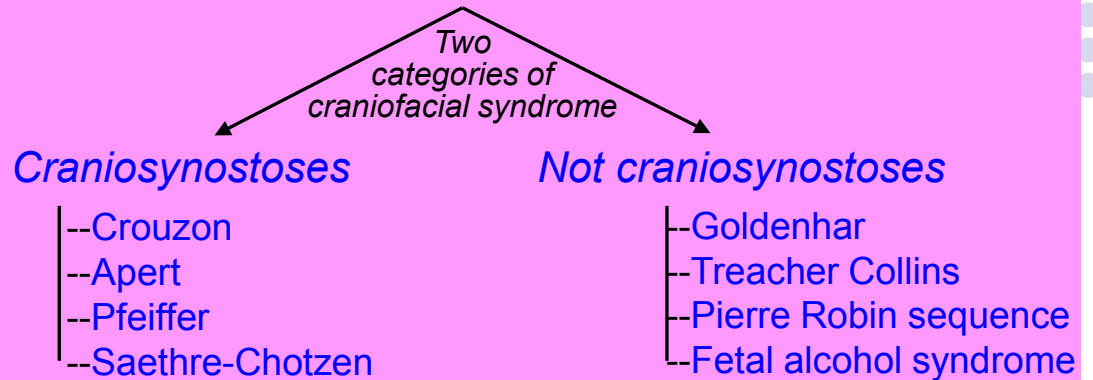 Two
categories of
craniofacial syndrome
Craniosynostoses
--Crouzon
--Apert
--Pfeiffer
--Saethre-Chotzen
Not craniosynostoses
--Goldenhar
--Treacher Collins
--Pierre Robin sequence
--Fetal alcohol syndrome